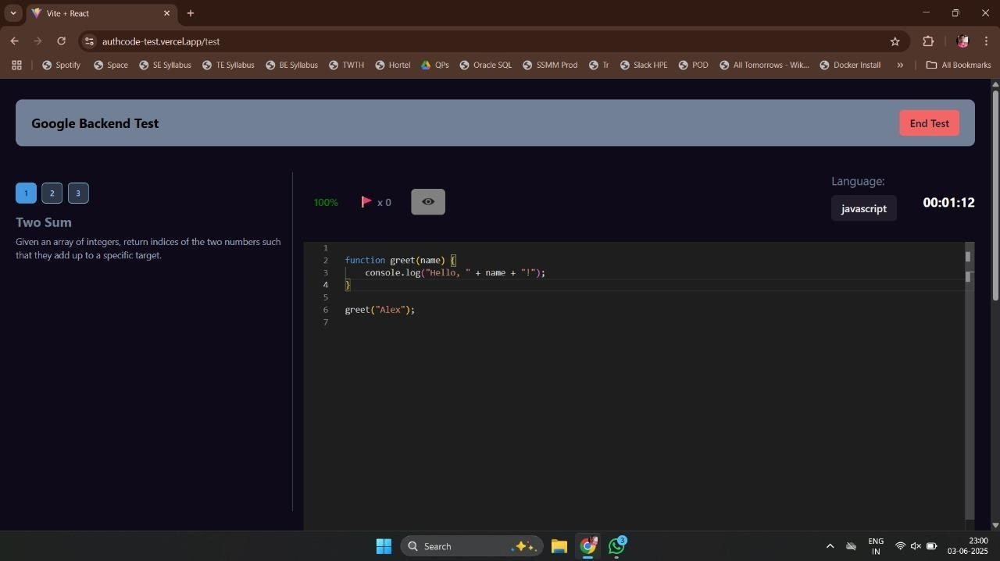 Vite + React
authcode-test.vercel.app/test
Spotify Space SE Syllabus TE Syllabus BE Syllabus TWTH Hortel QPs Oracle SQL SSMM Prod Tr Slack HPE POD All Tomorrows - Wik... Docker Install » All Bookmarks
Google Backend Test
End Test
1 2 3
Two Sum
Given an array of integers, return indices of the two numbers such
that they add up to a specific target.
100% x 0
Language:
javascript
00:01:12
1
2 function greet(name) {
3 console.log("Hello, " + name + "!");
4 }
5
6 greet("Alex");
7
Search
3
ENG
IN
23:00
03-06-2025